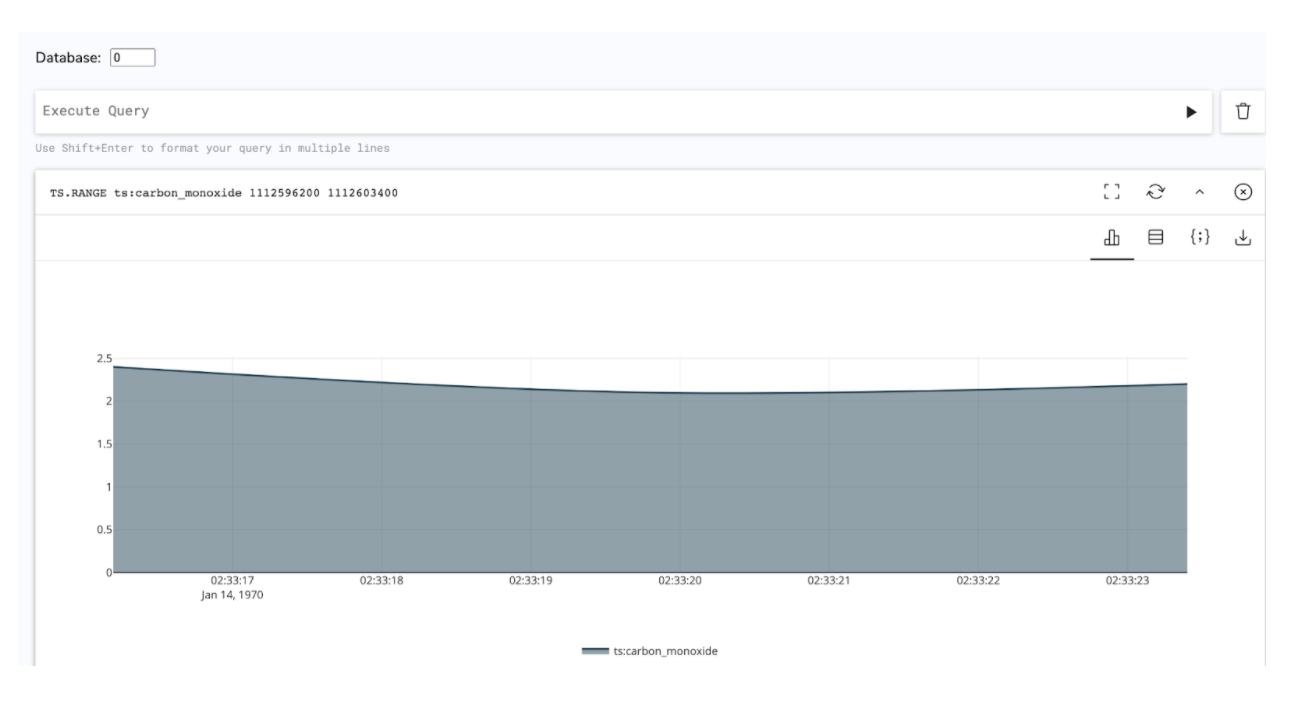 Database: 0
Execute Query
Use Shift+Enter to format your query in multiple lines
TS.RANGE ts:carbon_monoxide 1112596200 1112603400
{;}
2.5
2
1.5
1
0.5
0
02:33:17 02:33:18 02:33:19 02:33:20 02:33:21 02:33:22 02:33:23
Jan 14, 1970
ts:carbon_monoxide